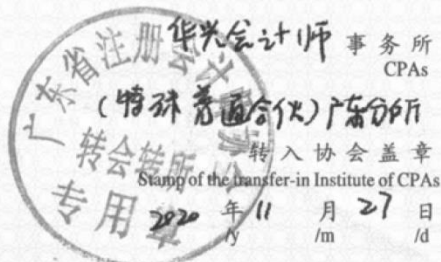 华兴会计师 事务所
CPAs
(特殊普通合伙)广东分所
转入协会盖章
Stamp of the transfer-in Institute of CPAs
2020 年 11 月 27 日
/y /m /d
广东省注册会计师协会
转会转所
专用章